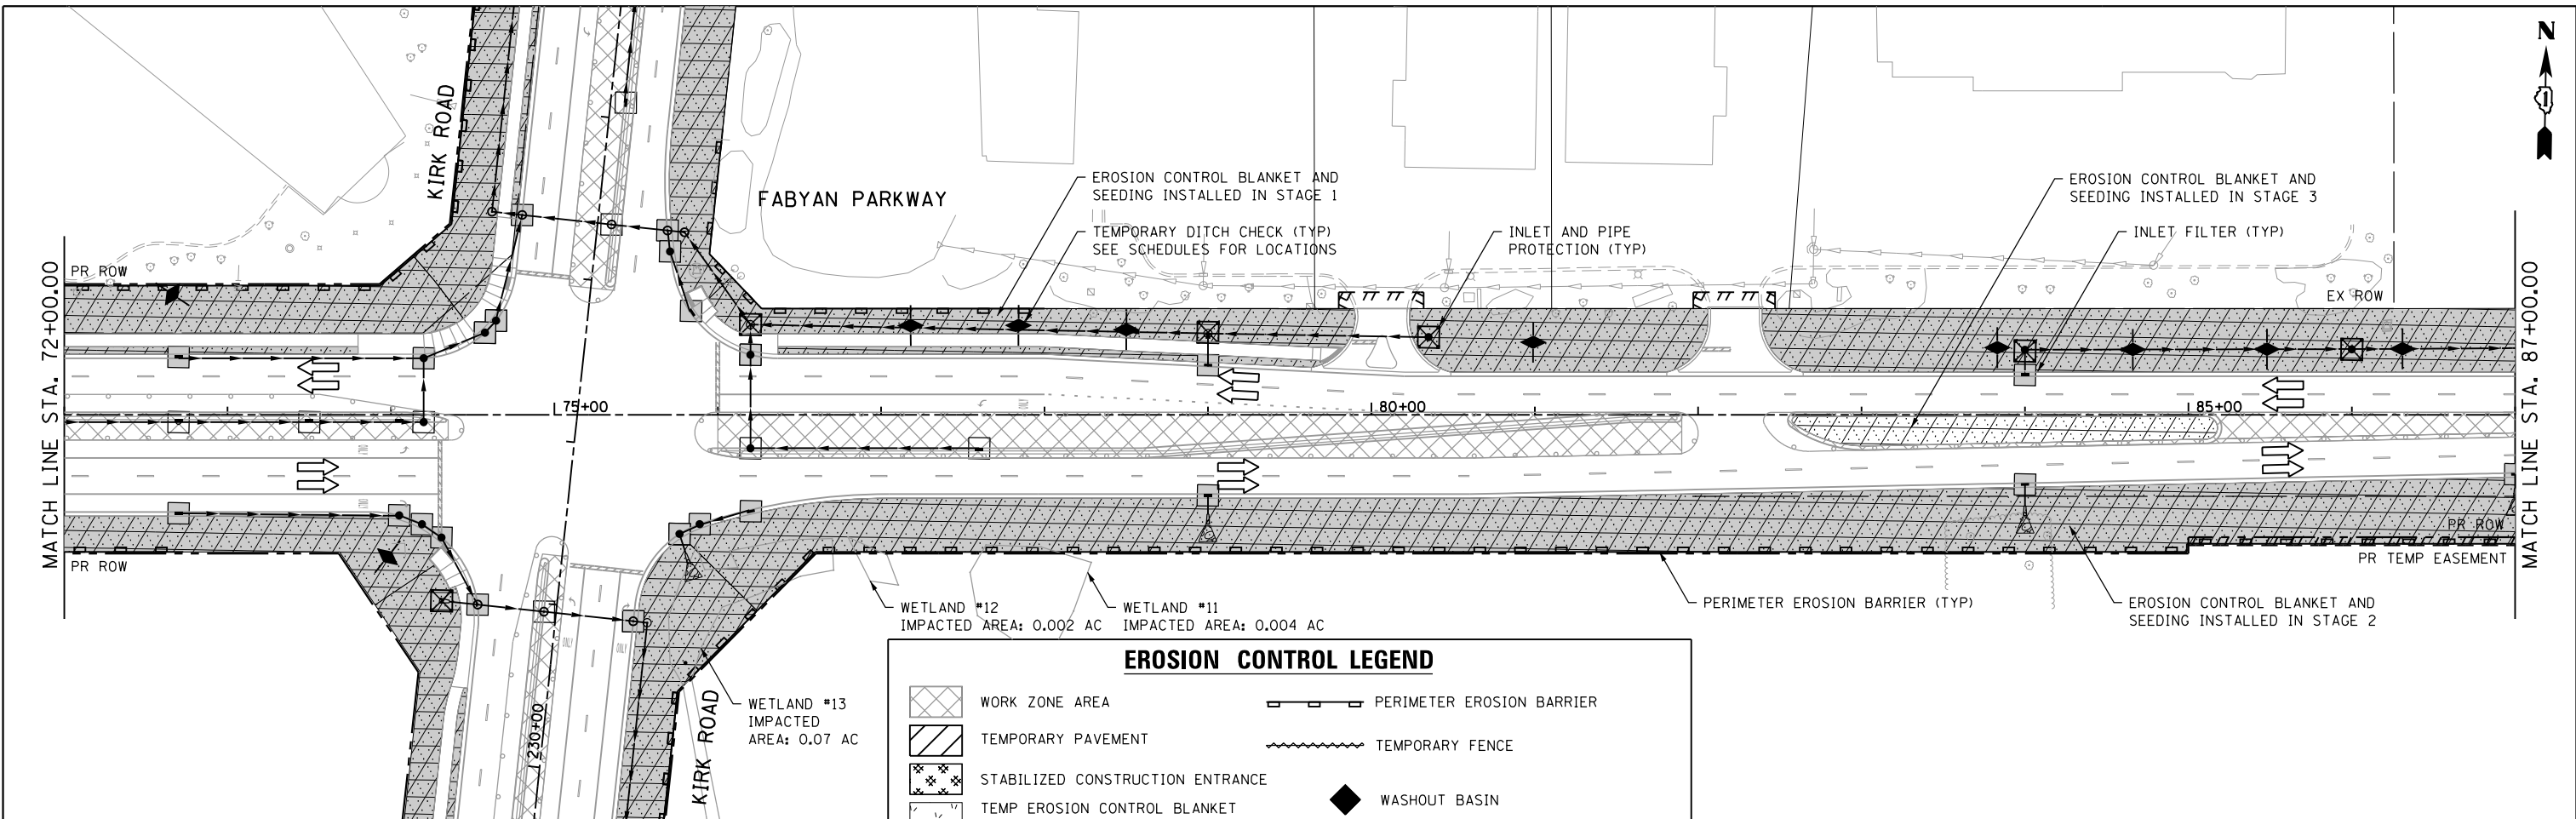 N
KIRK ROAD
FABYAN PARKWAY
EROSION CONTROL BLANKET AND
SEEDING INSTALLED IN STAGE 1
TEMPORARY DITCH CHECK (TYP)
SEE SCHEDULES FOR LOCATIONS
INLET AND PIPE
PROTECTION (TYP)
EROSION CONTROL BLANKET AND
SEEDING INSTALLED IN STAGE 3
INLET FILTER (TYP)
MATCH LINE STA. 72+00.00
PR ROW
EX ROW
MATCH LINE STA. 87+00.00
75+00
80+00
85+00
PR ROW
PR ROW
PR TEMP EASEMENT
WETLAND #12
IMPACTED AREA: 0.002 AC
WETLAND #11
IMPACTED AREA: 0.004 AC
PERIMETER EROSION BARRIER (TYP)
EROSION CONTROL BLANKET AND
SEEDING INSTALLED IN STAGE 2
ONLY
ONLY
WETLAND #13
IMPACTED
AREA: 0.07 AC
230+00
KIRK ROAD
EROSION CONTROL LEGEND
WORK ZONE AREA
PERIMETER EROSION BARRIER
TEMPORARY PAVEMENT
TEMPORARY FENCE
STABILIZED CONSTRUCTION ENTRANCE
WASHOUT BASIN
TEMP EROSION CONTROL BLANKET